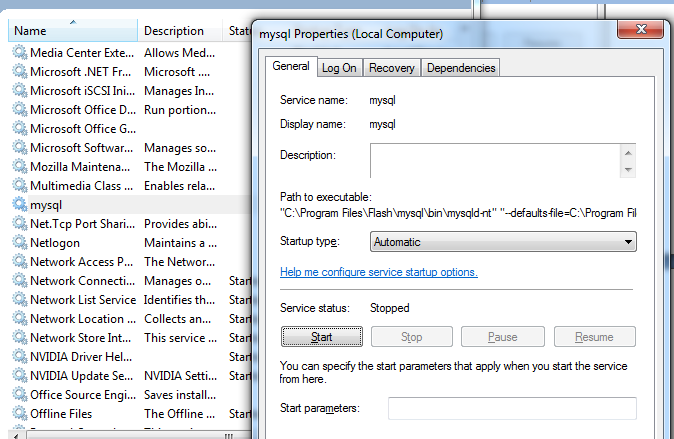 Name
Description
Statu
Media Center Exte...
Allows Med...
Microsoft .NET Fr...
Microsoft ....
Microsoft iSCSI Ini...
Manages In...
Microsoft Office D...
Run portion...
Microsoft Office G...
Microsoft Softwar...
Manages so...
Mozilla Maintena...
The Mozilla ...
Multimedia Class ...
Enables rela...
mysql
Net.Tcp Port Shari...
Provides abi...
Netlogon
Maintains a ...
Network Access P...
The Networ...
Network Connecti...
Manages o...
Start
Network List Service
Identifies th...
Start
Network Location ...
Collects an...
Start
Network Store Int...
This service ...
Start
NVIDIA Driver Hel...
Start
NVIDIA Update Se...
NVIDIA Setti...
Start
Office Source Engi...
Saves install...
Offline Files
The Offline ...
Start
mysql Properties (Local Computer)
General
Log On
Recovery
Dependencies
Service name:
mysql
Display name:
mysql
Description:
Path to executable:
"C:\Program Files\Flash\mysql\bin\mysqld-nt" "--defaults-file=C:\Program Fil
Startup type:
Automatic
Help me configure service startup options.
Service status:
Stopped
Start
Stop
Pause
Resume
You can specify the start parameters that apply when you start the service
from here.
Start parameters: